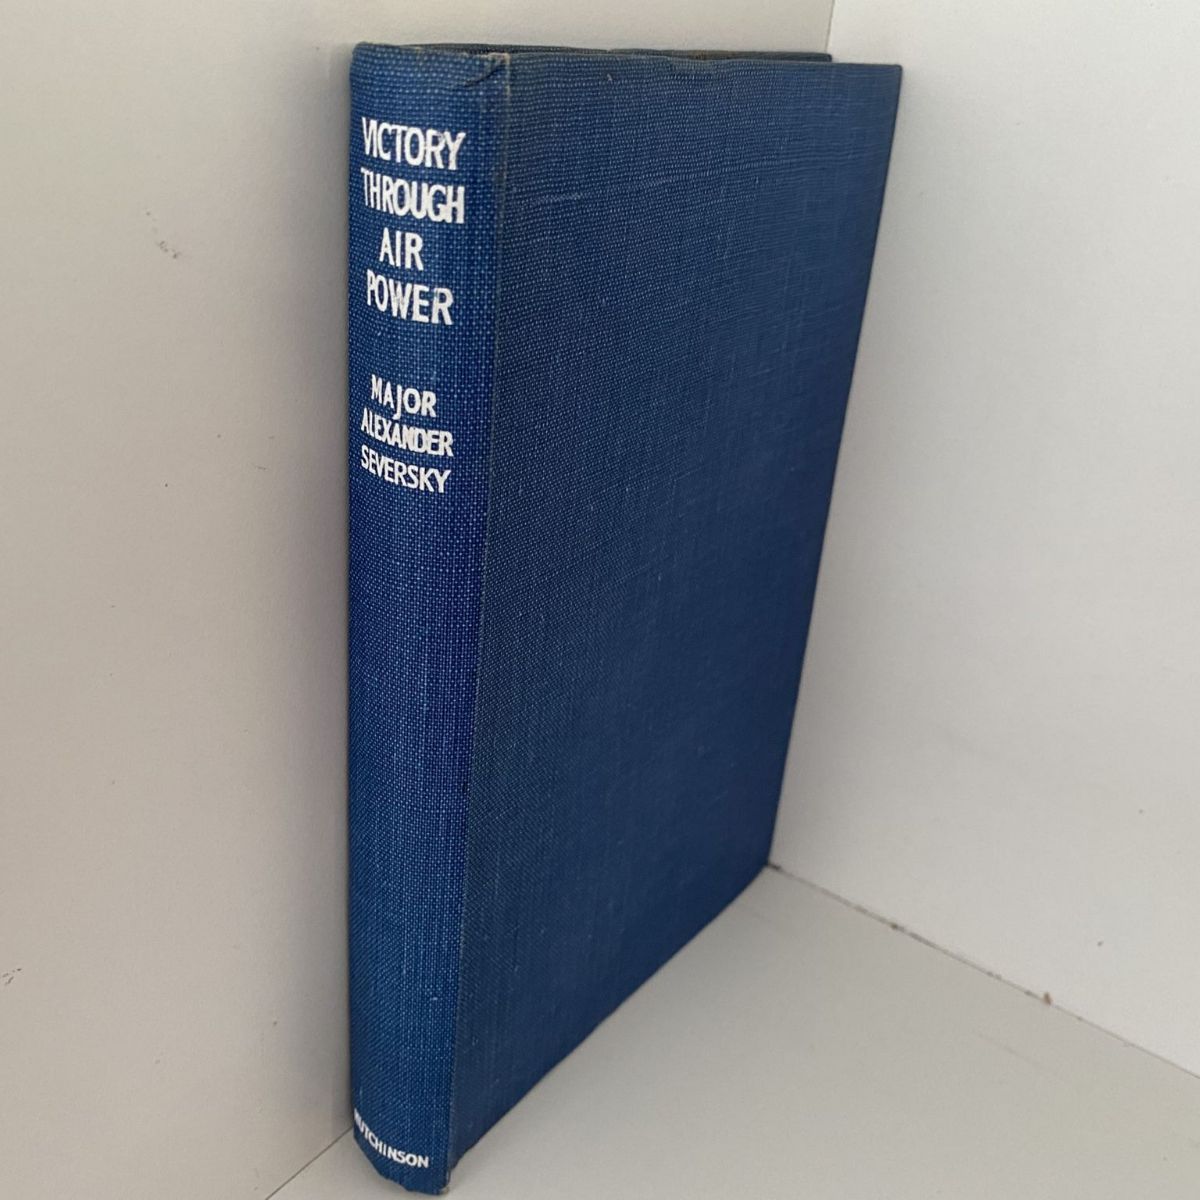 VICTORY
THROUGH
AIR
POWER
MAJOR
ALEXANDER
SEVERSKY
HUTCHINSON